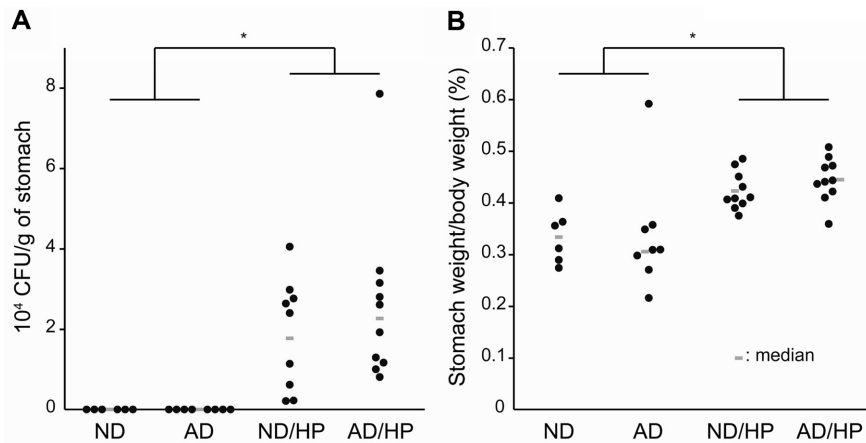 A
*
10⁴ CFU/g of stomach
8
6
4
2
0
ND AD ND/HP AD/HP
B
*
Stomach weight/body weight (%)
0.7
0.6
0.5
0.4
0.3
0.2
0.1
0
: median
ND AD ND/HP AD/HP